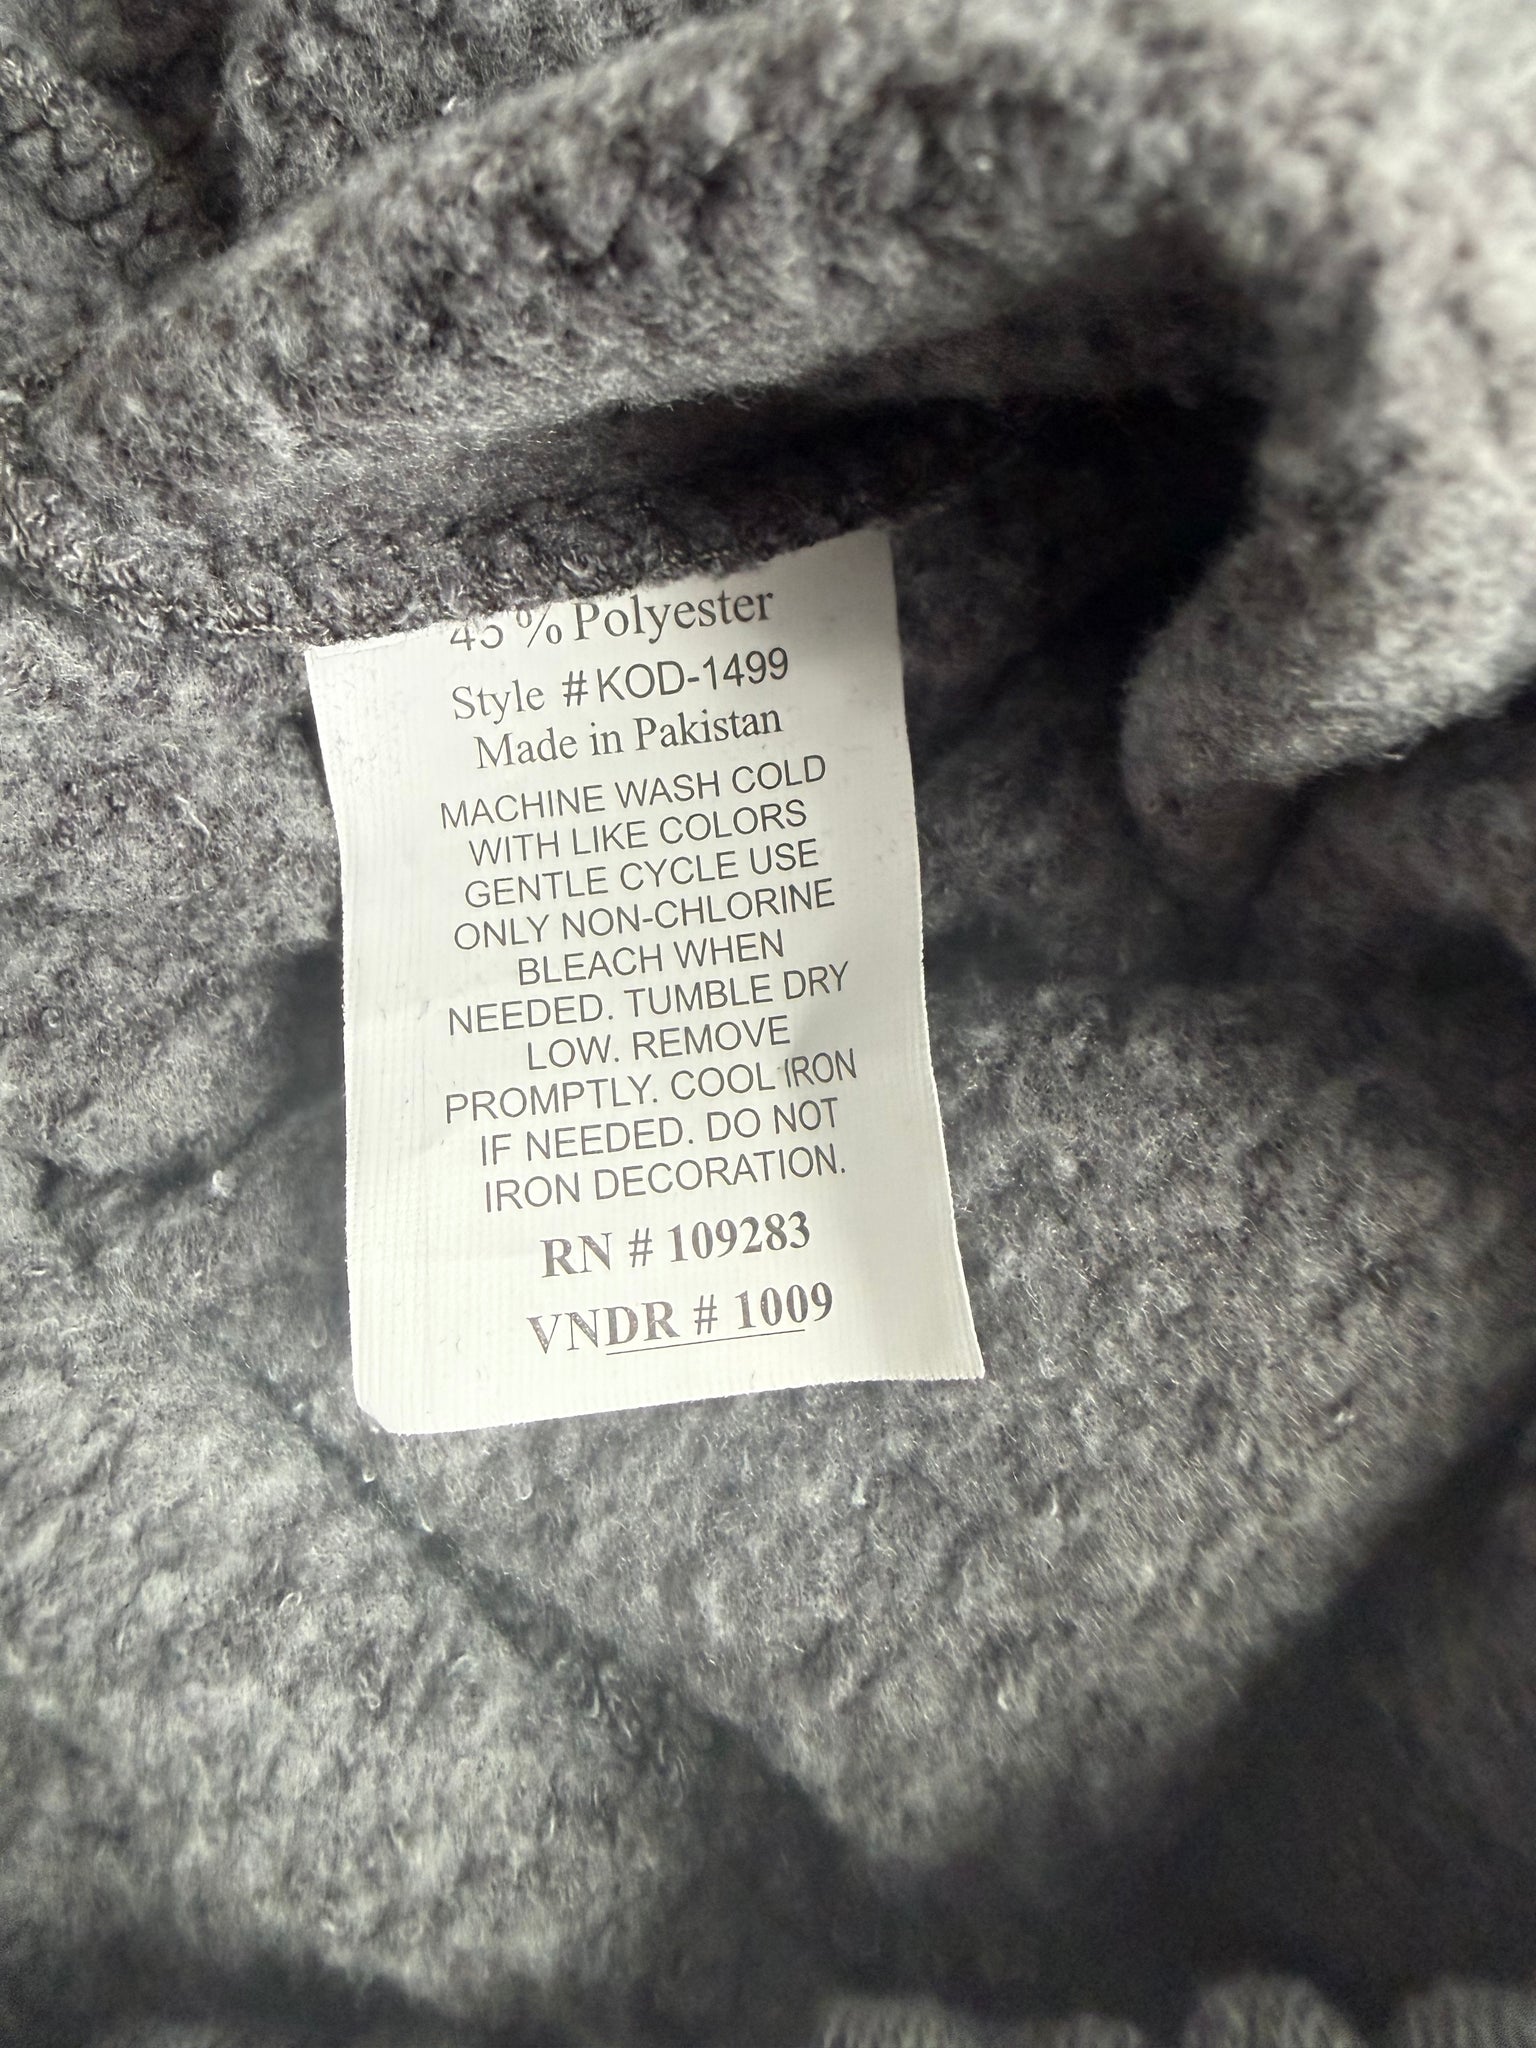 % Polyester
Style #KOD-1499
Made in Pakistan
MACHINE WASH COLD
WITH LIKE COLORS
GENTLE CYCLE USE
ONLY NON-CHLORINE
BLEACH WHEN
NEEDED. TUMBLE DRY
LOW. REMOVE
PROMPTLY. COOL IRON
IF NEEDED. DO NOT
IRON DECORATION.
RN # 109283
VNDR # 1009